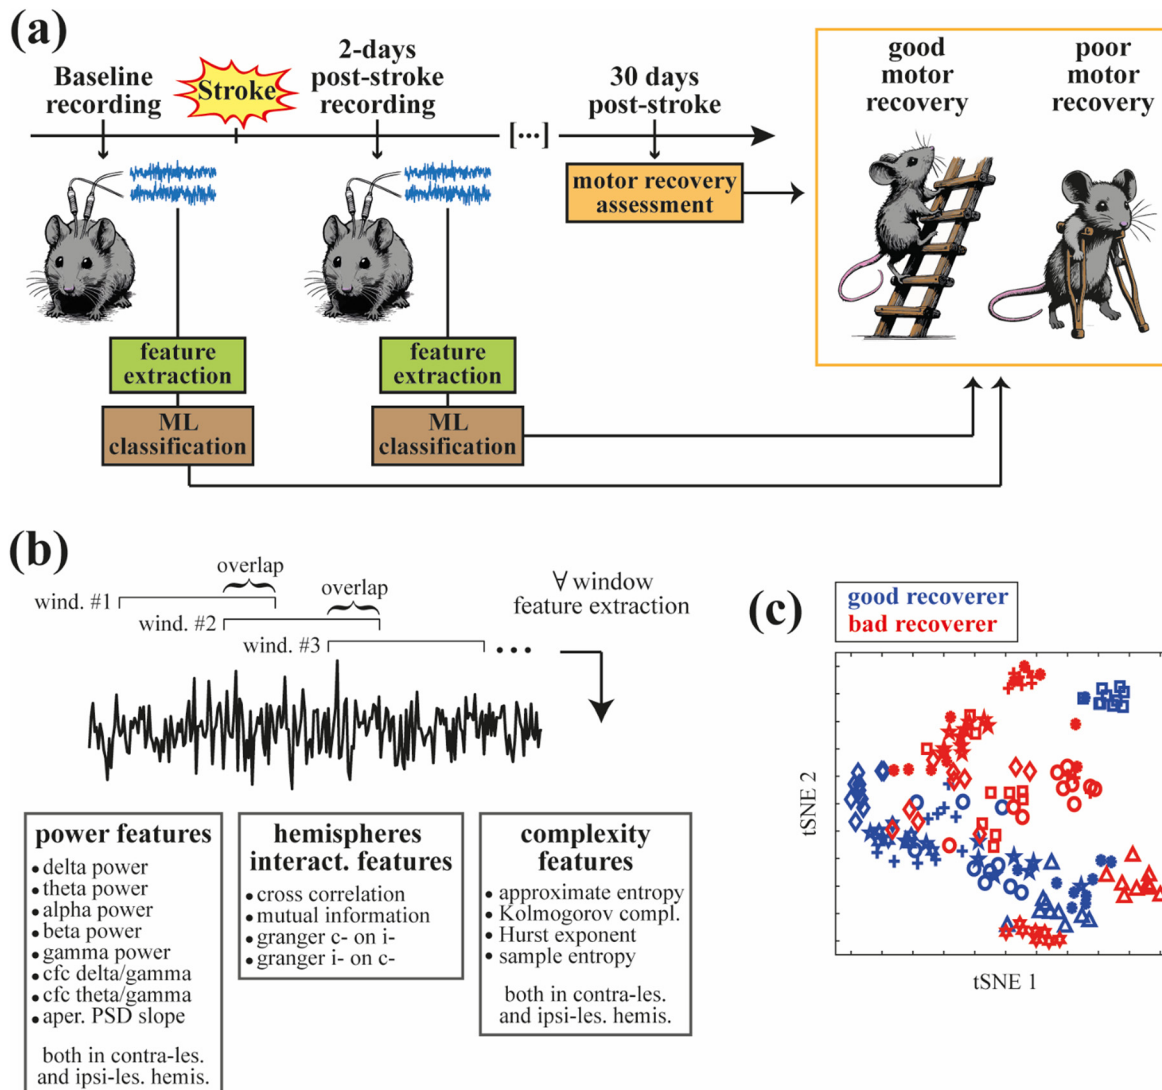 (a)
Baseline
recording
Stroke
2-days
post-stroke
recording
[...]
30 days
post-stroke
motor recovery
assessment
good
motor
recovery
poor
motor
recovery
feature
extraction
ML
classification
feature
extraction
ML
classification
(b)
overlap
overlap
wind. #1
wind. #2
wind. #3
∀ window
feature extraction
power features
• delta power
• theta power
• alpha power
• beta power
• gamma power
• cfc delta/gamma
• cfc theta/gamma
• aper. PSD slope
both in contra-les.
and ipsi-les. hemis.
hemispheres
interact. features
• cross correlation
• mutual information
• granger c- on i-
• granger i- on c-
complexity
features
• approximate entropy
• Kolmogorov compl.
• Hurst exponent
• sample entropy
both in contra-les.
and ipsi-les. hemis.
(c)
good recoverer
bad recoverer
tSNE 2
tSNE 1